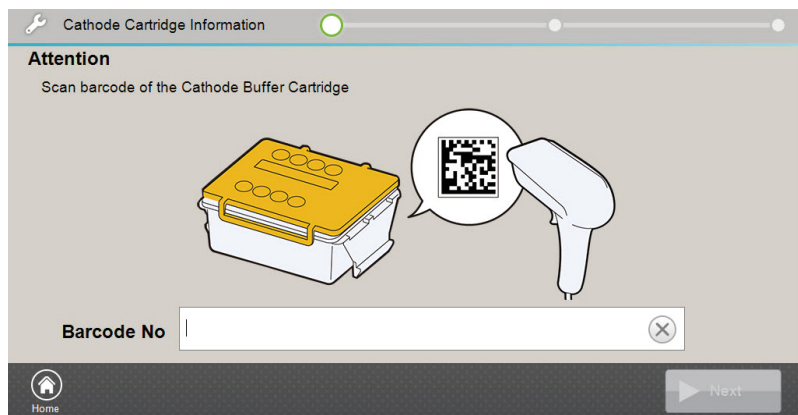 Cathode Cartridge Information
Attention
Scan barcode of the Cathode Buffer Cartridge
Barcode No
Home
Next